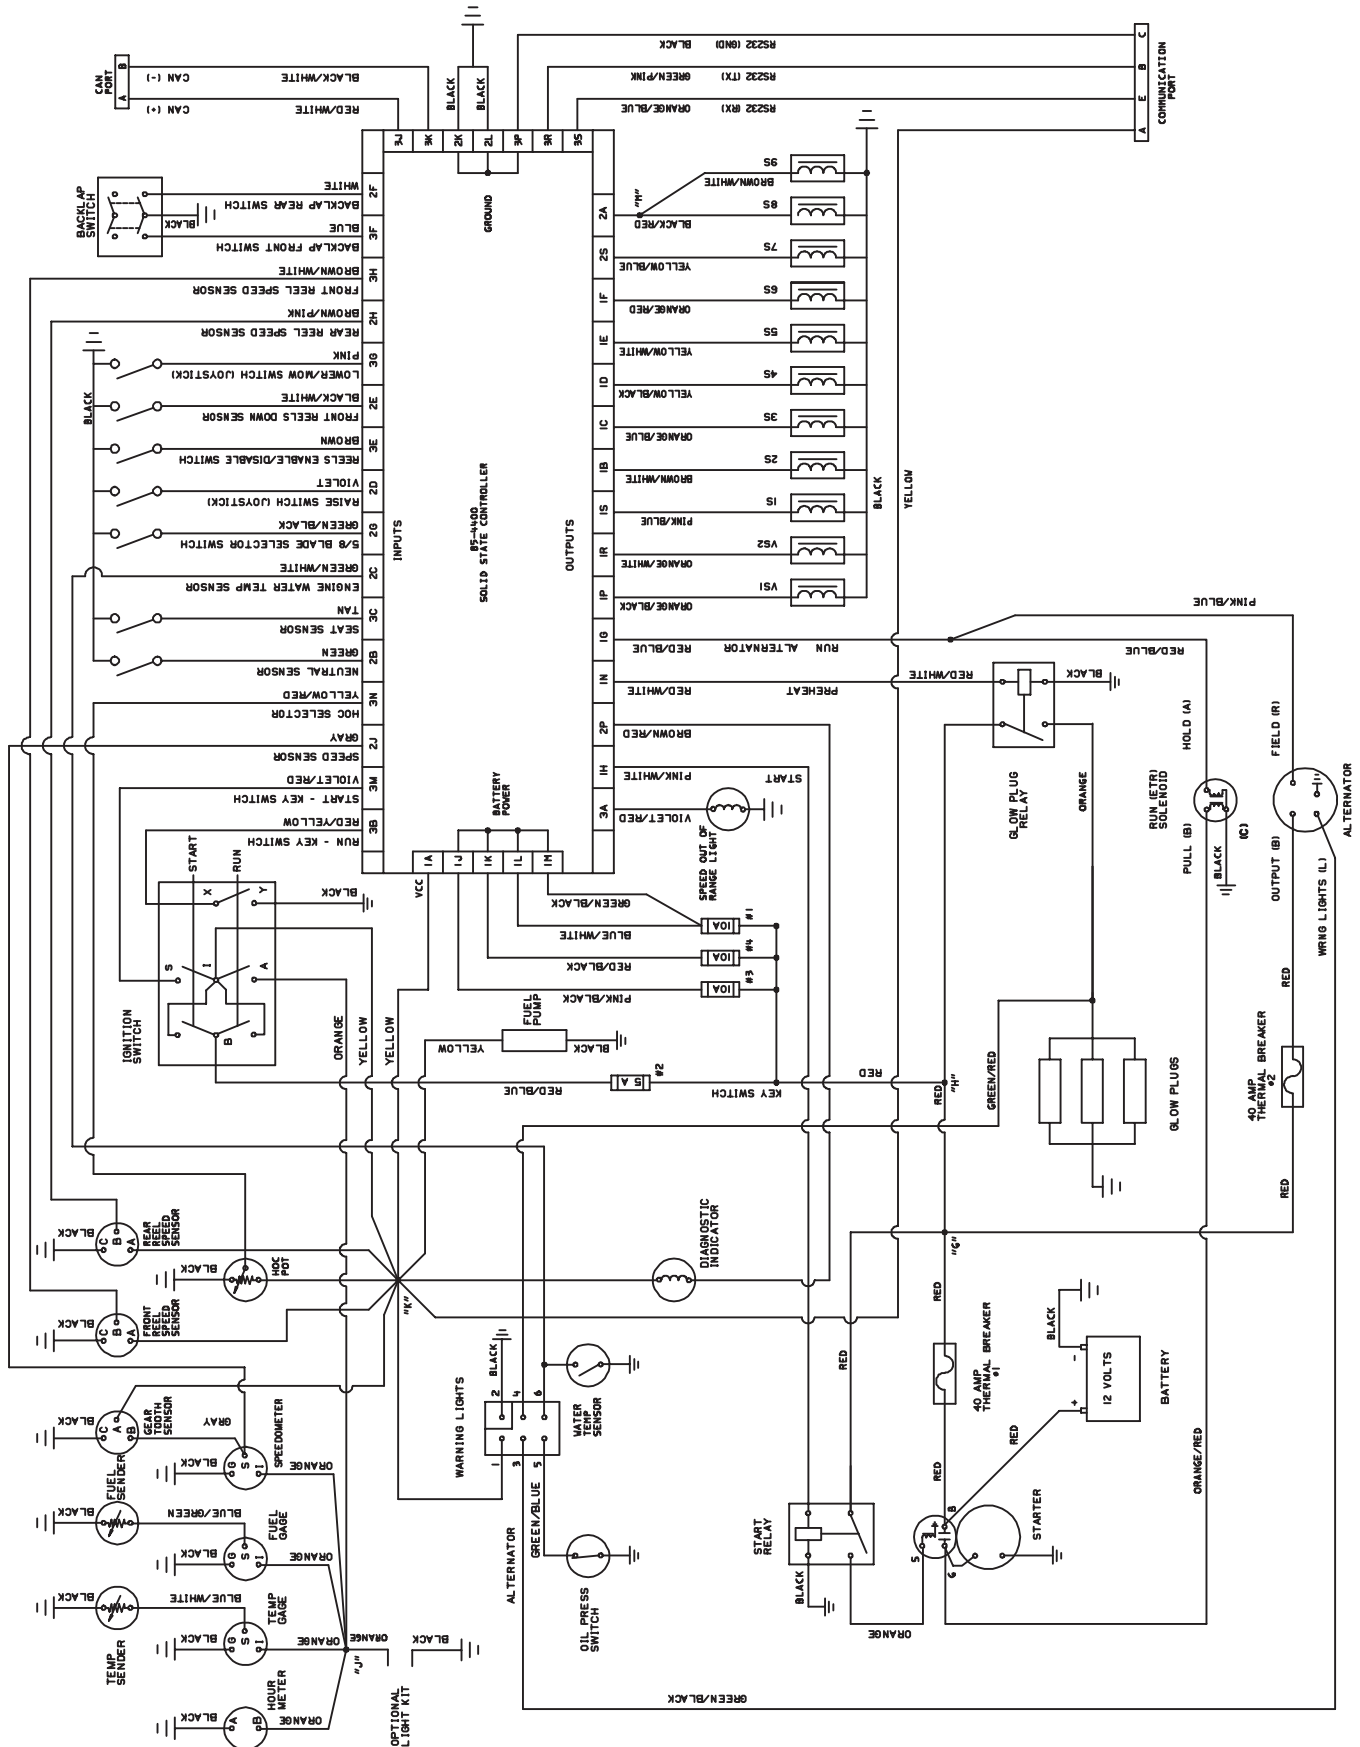 CAN
PORT
A
B
CAN (-)
BLACK/WHITE
CAN (+)
RED/WHITE
BLACK
BLACK
BLACK
RS232 (GND)
GREEN/PINK
RS232 (TX)
ORANGE/BLUE
RS232 (RX)
C
B
E
A
COMMUNICATION
PORT
3J
3K
2K
2L
3P
3R
3S
GROUND
BACKLAP
SWITCH
BLACK
WHITE
BACKLAP REAR SWITCH
2F
BLUE
BACKLAP FRONT SWITCH
3F
BROWN/WHITE
FRONT REEL SPEED SENSOR
3H
BROWN/PINK
REAR REEL SPEED SENSOR
2H
PINK
LOWER/MOW SWITCH (JOYSTICK)
3G
BLACK
BLACK/WHITE
FRONT REELS DOWN SENSOR
2E
BROWN
REELS ENABLE/DISABLE SWITCH
3E
VIOLET
RAISE SWITCH (JOYSTICK)
2D
GREEN/BLACK
5/8 BLADE SELECTOR SWITCH
2G
GREEN/WHITE
ENGINE WATER TEMP SENSOR
2C
TAN
SEAT SENSOR
3C
GREEN
NEUTRAL SENSOR
2B
YELLOW/RED
HOC SELECTOR
3N
GRAY
SPEED SENSOR
2J
VIOLET/RED
START - KEY SWITCH
3M
RED/YELLOW
RUN - KEY SWITCH
3B
INPUTS
85-4400
SOLID STATE CONTROLLER
OUTPUTS
BATTERY
POWER
2A
"M"
BROWN/WHITE
9S
BLACK/RED
8S
2S
YELLOW/BLUE
7S
1F
ORANGE/RED
6S
1E
YELLOW/WHITE
5S
1D
YELLOW/BLACK
4S
1C
ORANGE/BLUE
3S
1B
BROWN/WHITE
2S
1S
PINK/BLUE
1S
1R
ORANGE/WHITE
VS2
1P
ORANGE/BLACK
VS1
BLACK
YELLOW
1G
RED/BLUE
RUN ALTERNATOR
PINK/BLUE
RED/BLUE
1N
RED/WHITE
PREHEAT
RED/WHITE
BLACK
2P
BROWN/RED
1H
PINK/WHITE
START
3A
VIOLET/RED
SPEED OUT OF
RANGE LIGHT
GLOW PLUG
RELAY
ORANGE
HOLD (A)
RUN (ETR)
SOLENOID
PULL (B)
BLACK
(C)
FIELD (R)
OUTPUT (B)
WRNG LIGHTS (L)
ALTERNATOR
1A
1J
1K
1L
1M
VCC
GREEN/BLACK
BLUE/WHITE
10A
#1
RED/BLACK
10A
#4
PINK/BLACK
10A
#3
START
RUN
X
Y
BLACK
S
I
A
B
IGNITION
SWITCH
ORANGE
YELLOW
YELLOW
YELLOW
FUEL
PUMP
BLACK
RED/BLUE
5 A
#2
KEY SWITCH
RED
RED
"H"
GREEN/RED
GLOW PLUGS
RED
40 AMP
THERMAL BREAKER
#2
RED
BLACK
C
B
A
REAR
REEL
SPEED
SENSOR
BLACK
HOC
POT
BLACK
C
B
A
FRONT
REEL
SPEED
SENSOR
"K"
DIAGNOSTIC
INDICATOR
"G"
RED
40 AMP
THERMAL BREAKER
#1
RED
RED
BLACK
-
+
12 VOLTS
BATTERY
RED
ORANGE/RED
BLACK
C
A
B
GEAR
TOOTH
SENSOR
GRAY
BLACK
G
S
I
SPEEDOMETER
ORANGE
FUEL
SENDER
BLACK
BLUE/GREEN
BLACK
G
S
I
FUEL
GAGE
ORANGE
TEMP
SENDER
BLACK
BLUE/WHITE
BLACK
G
S
I
TEMP
GAGE
ORANGE
ORANGE
"J"
BLACK
OPTIONAL
LIGHT KIT
BLACK
A
B
HOUR
METER
ORANGE
WARNING LIGHTS
BLACK
2
4
6
1
3
5
WATER
TEMP
SENSOR
GREEN/BLUE
ALTERNATOR
OIL PRESS
SWITCH
START
RELAY
BLACK
ORANGE
S
B
G
STARTER
GREEN/BLACK